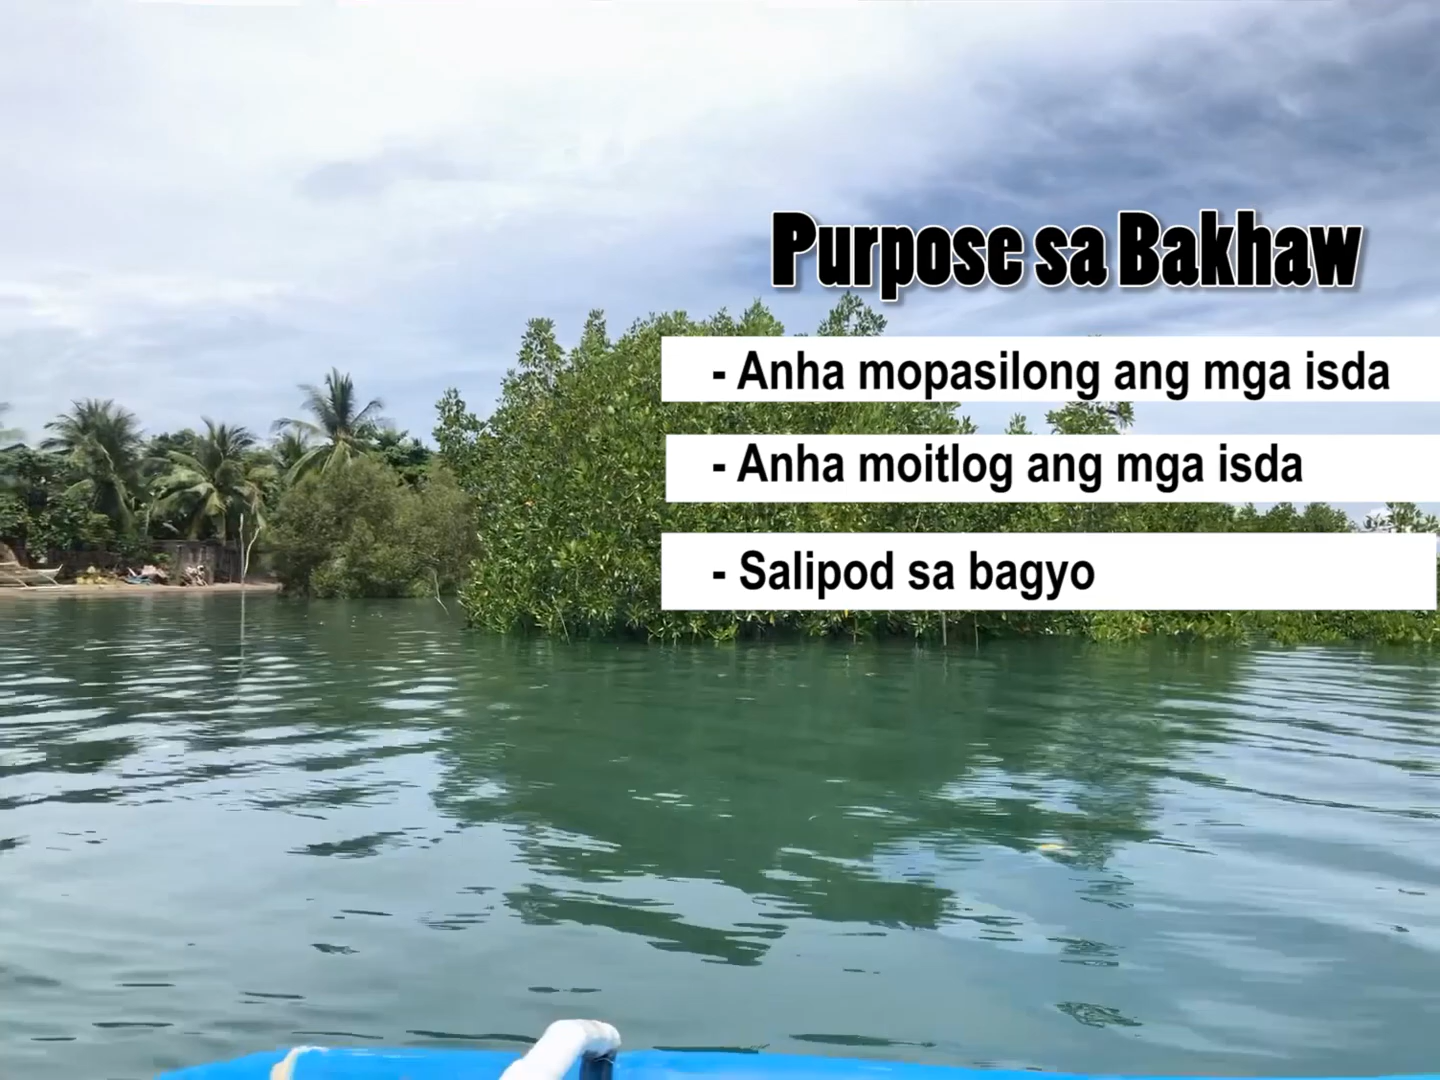 Purpose sa Bakhaw
- Anha mopasilong ang mga isda
- Anha moitlog ang mga isda
- Salipod sa bagyo